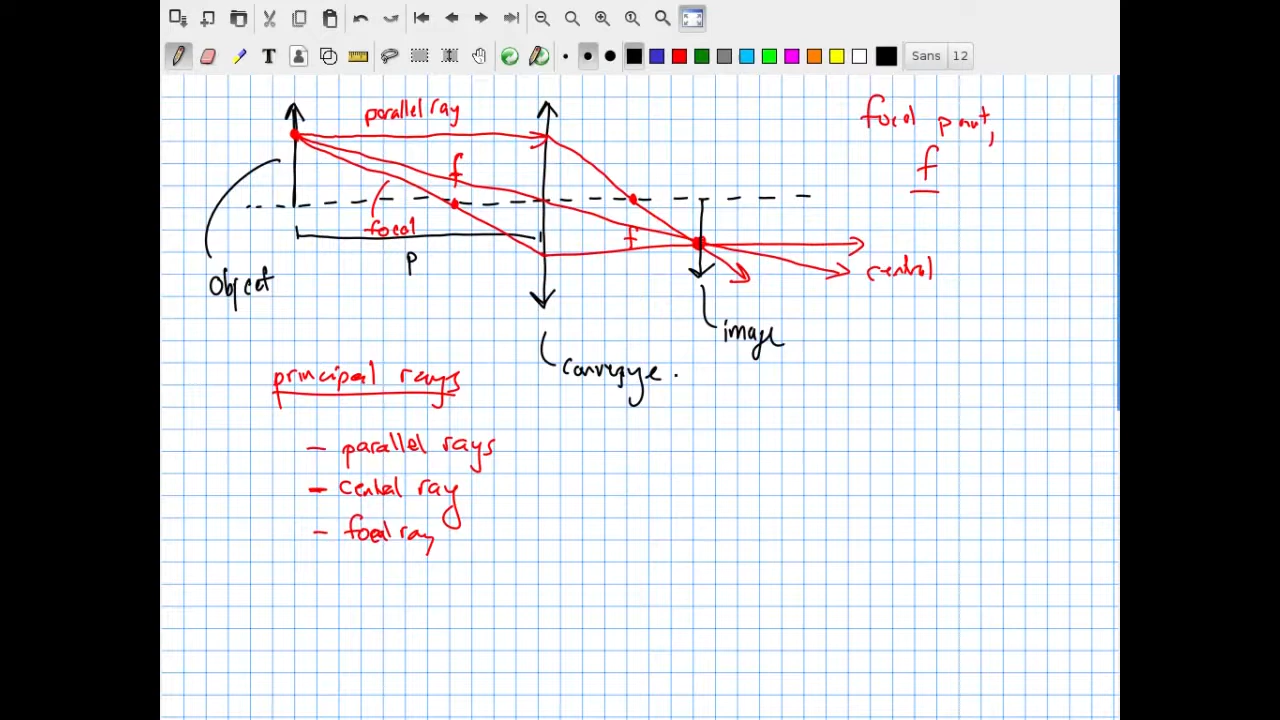 Sans 12
parallel ray
focal point,
f
f
focal
f
p
central
object
image
converge.
principal rays
- parallel rays
- central ray
- focal ray